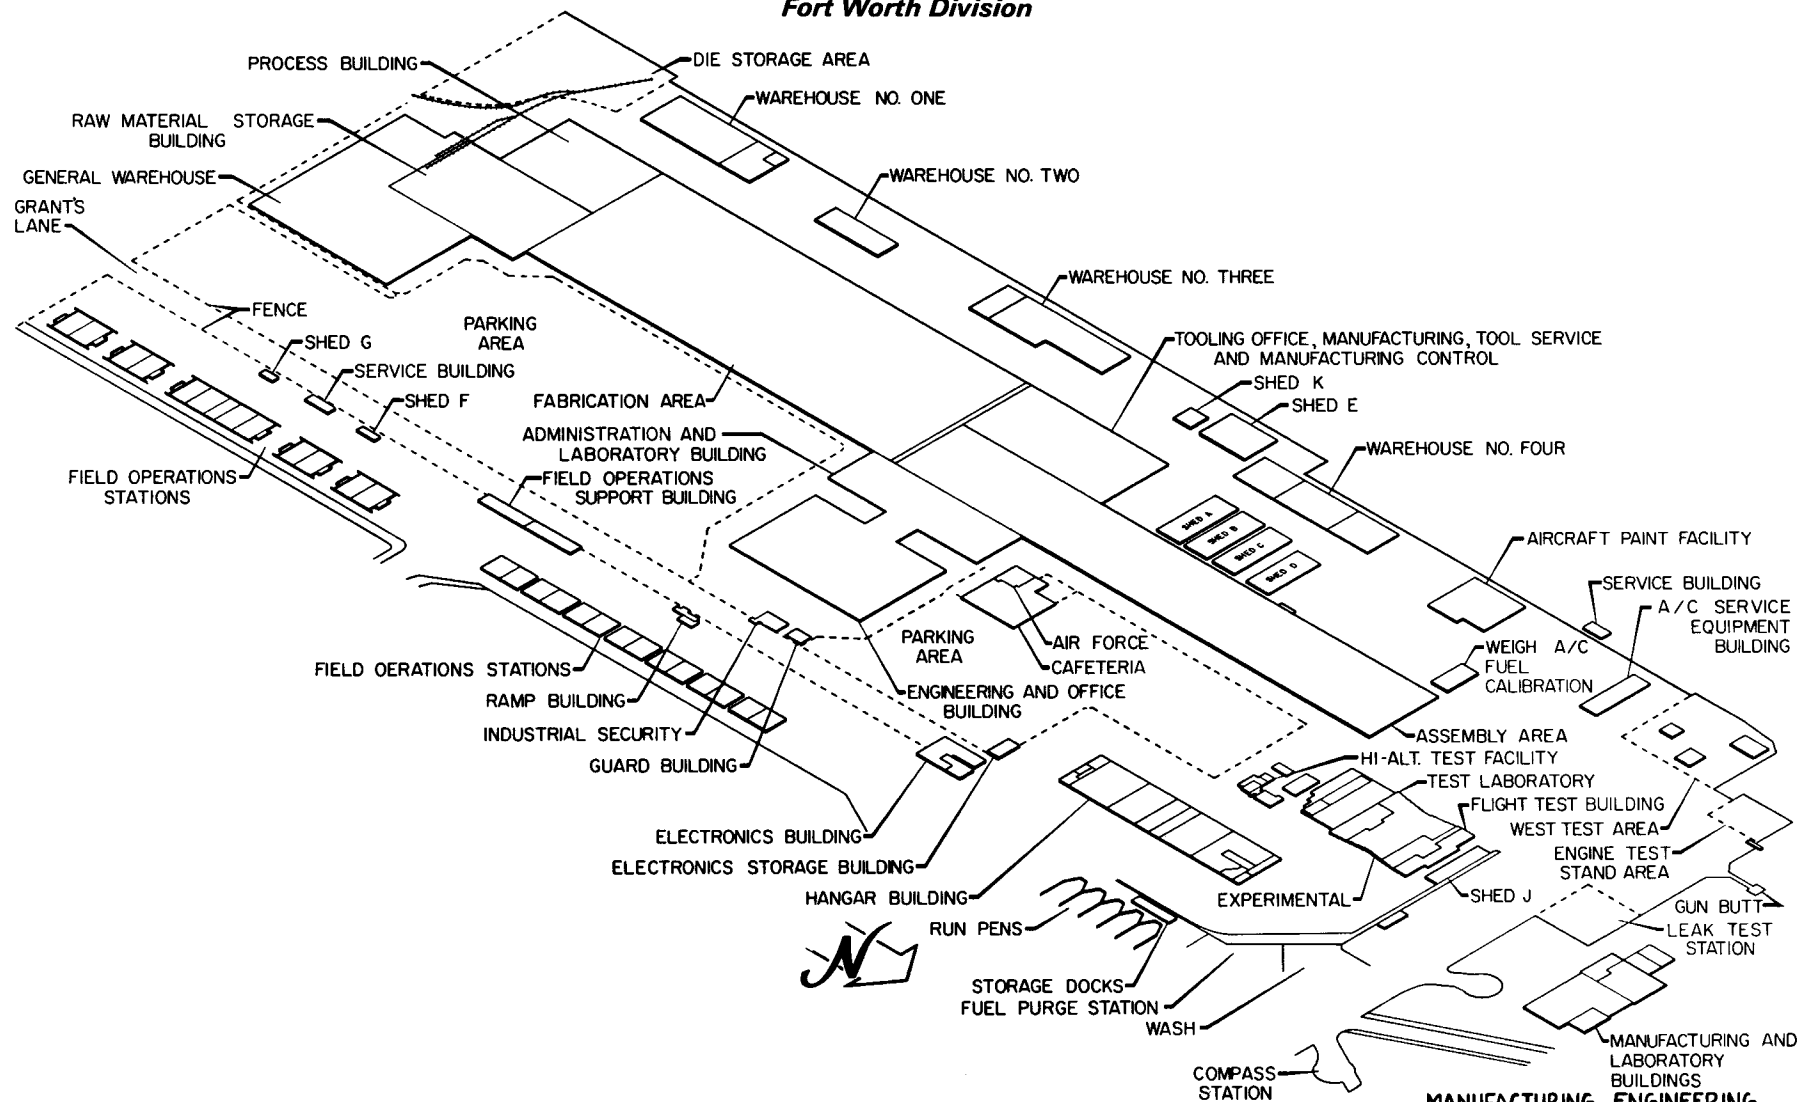 Fort Worth Division
PROCESS BUILDING
DIE STORAGE AREA
WAREHOUSE NO. ONE
RAW MATERIAL STORAGE
BUILDING
GENERAL WAREHOUSE
WAREHOUSE NO. TWO
GRANT'S
LANE
WAREHOUSE NO. THREE
FENCE
PARKING
AREA
SHED G
TOOLING OFFICE, MANUFACTURING, TOOL SERVICE
AND MANUFACTURING CONTROL
SERVICE BUILDING
SHED K
SHED F
FABRICATION AREA
SHED E
ADMINISTRATION AND
LABORATORY BUILDING
WAREHOUSE NO. FOUR
FIELD OPERATIONS
STATIONS
FIELD OPERATIONS
SUPPORT BUILDING
SHED A
SHED B
SHED C
SHED D
AIRCRAFT PAINT FACILITY
SERVICE BUILDING
A/C SERVICE
EQUIPMENT
BUILDING
PARKING
AREA
AIR FORCE
CAFETERIA
WEIGH A/C
FUEL
CALIBRATION
FIELD OERATIONS STATIONS
RAMP BUILDING
ENGINEERING AND OFFICE
BUILDING
INDUSTRIAL SECURITY
GUARD BUILDING
ASSEMBLY AREA
HI-ALT. TEST FACILITY
TEST LABORATORY
FLIGHT TEST BUILDING
WEST TEST AREA
ELECTRONICS BUILDING
ENGINE TEST
STAND AREA
ELECTRONICS STORAGE BUILDING
HANGAR BUILDING
EXPERIMENTAL
SHED J
GUN BUTT
RUN PENS
LEAK TEST
STATION
N
STORAGE DOCKS
FUEL PURGE STATION
WASH
MANUFACTURING AND
LABORATORY
BUILDINGS
COMPASS
STATION
MANUFACTURING ENGINEERING